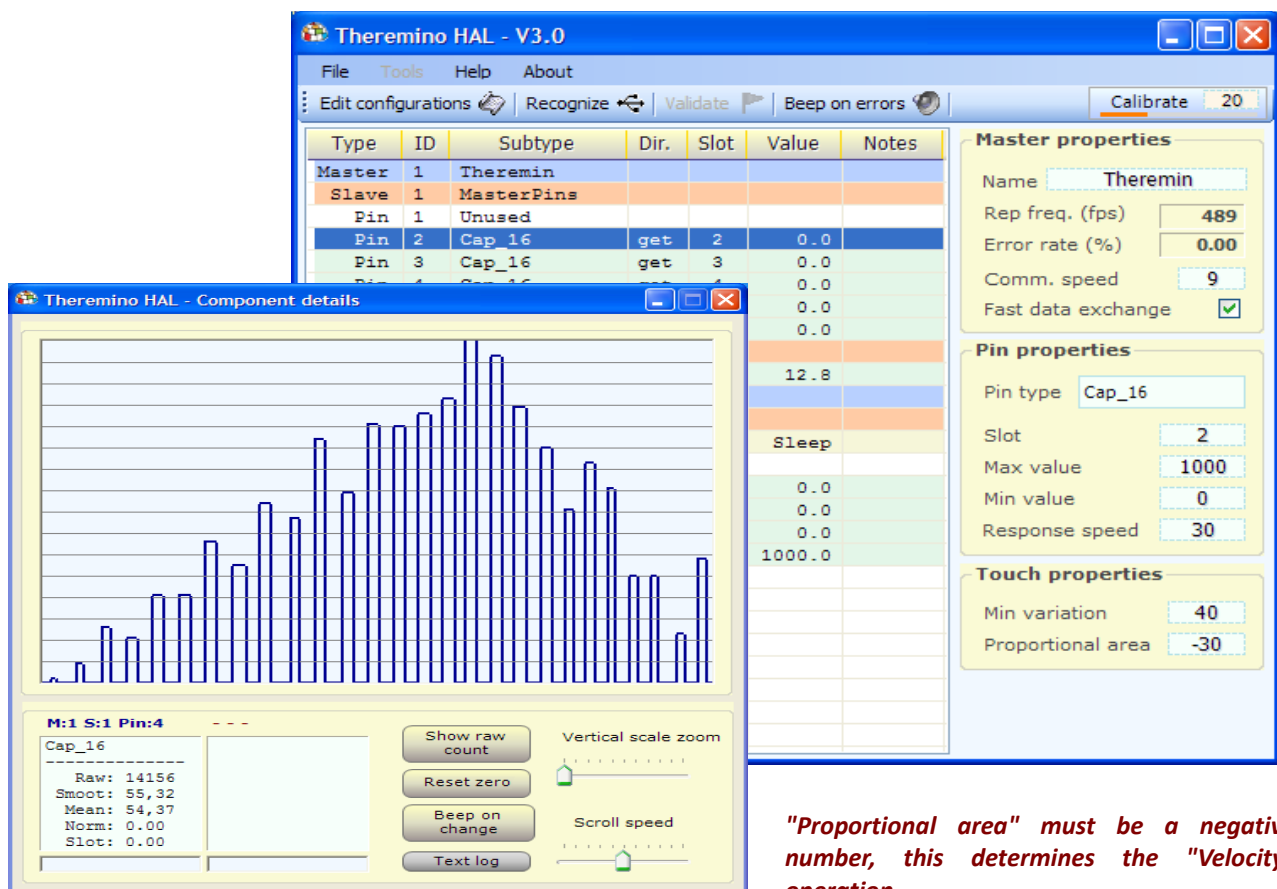 Theremino HAL - V3.0
File Tools Help About
Edit configurations Recognize Validate Beep on errors Calibrate 20
Type ID Subtype Dir. Slot Value Notes
Master 1 Theremin
Slave 1 MasterPins
Pin 1 Unused
Pin 2 Cap_16 get 2 0.0
Pin 3 Cap_16 get 3 0.0
0.0
0.0
0.0
12.8
Sleep
0.0
0.0
0.0
1000.0
Master properties
Name Theremin
Rep freq. (fps) 489
Error rate (%) 0.00
Comm. speed 9
Fast data exchange
Pin properties
Pin type Cap_16
Slot 2
Max value 1000
Min value 0
Response speed 30
Touch properties
Min variation 40
Proportional area -30
Theremino HAL - Component details
M:1 S:1 Pin:4 - - -
Cap_16
--------------
Raw: 14156
Smoot: 55,32
Mean: 54,37
Norm: 0.00
Slot: 0.00
Show raw count
Reset zero
Beep on change
Text log
Vertical scale zoom
Scroll speed
"Proportional area" must be a negativ
number, this determines the "Velocity
operation